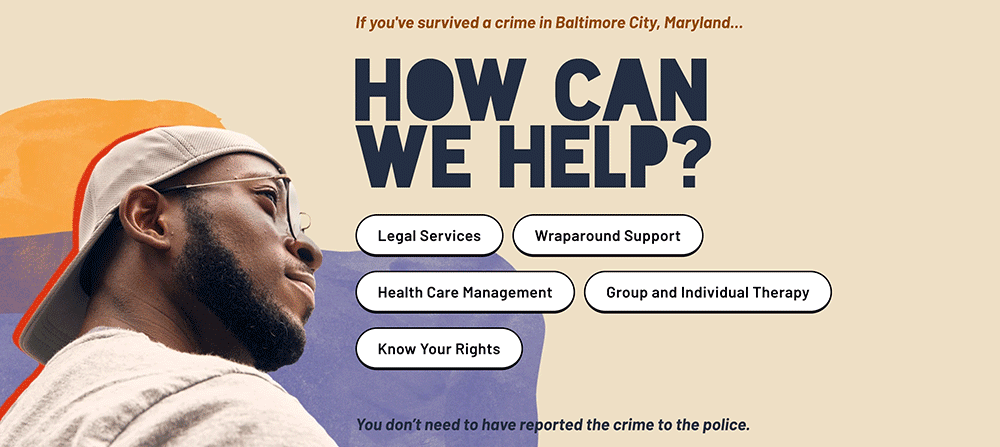 If you've survived a crime in Baltimore City, Maryland...
HOW CAN
WE HELP?
Legal Services
Wraparound Support
Health Care Management
Group and Individual Therapy
Know Your Rights
You don’t need to have reported the crime to the police.